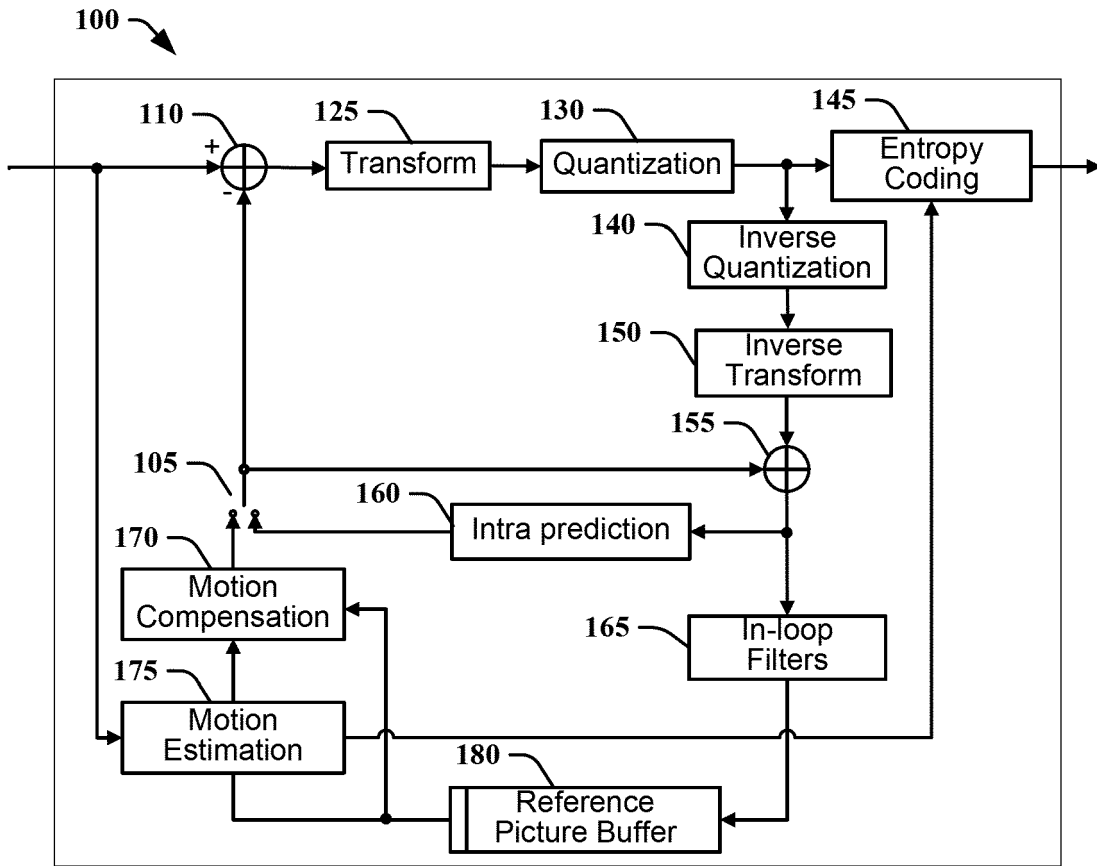 100
110
125
130
145
+
-
Transform
Quantization
Entropy
Coding
140
Inverse
Quantization
150
Inverse
Transform
155
105
160
Intra prediction
170
Motion
Compensation
165
In-loop
Filters
175
Motion
Estimation
180
Reference
Picture Buffer